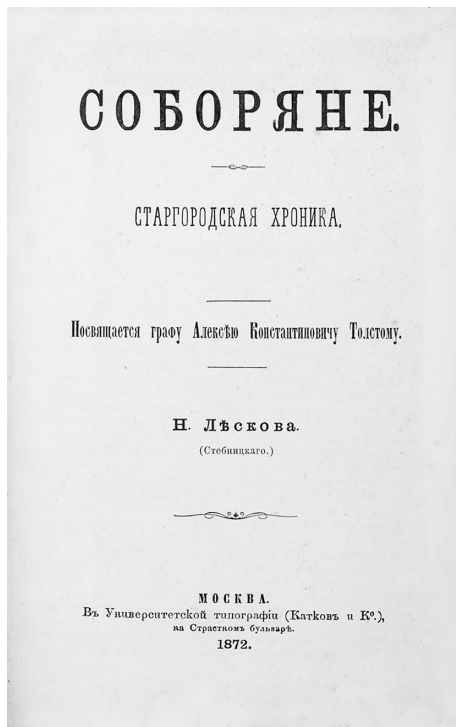 СОБОРЯНЕ.
СТАРГОРОДСКАЯ ХРОНИКА,
Посвящается графу Алексѣю Константиновичу Толстому.
Н. Лѣскова.
(Стебницкаго.)
МОСКВА.
Въ Университетской типографіи (Катковъ и Ко.),
на Страстномъ бульварѣ.
1872.